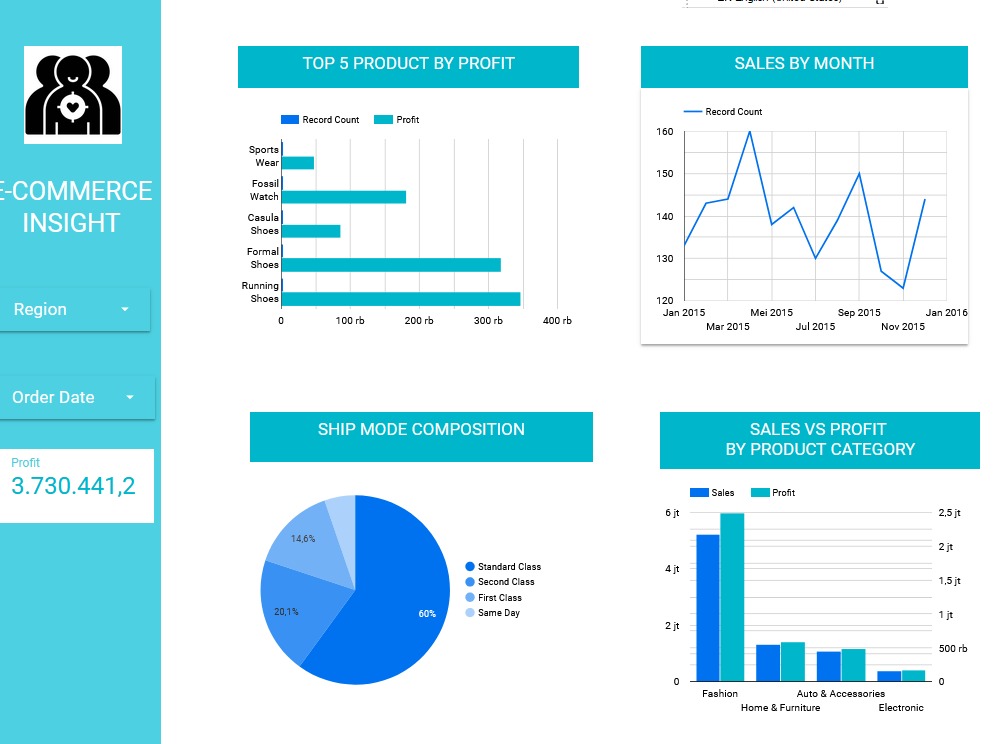 E-COMMERCE
INSIGHT
Region
Order Date
Profit
3.730.441,2
TOP 5 PRODUCT BY PROFIT
Record Count
Profit
Sports
Wear
Fossil
Watch
Casula
Shoes
Formal
Shoes
Running
Shoes
0
100 rb
200 rb
300 rb
400 rb
SALES BY MONTH
Record Count
160
150
140
130
120
Jan 2015
Mar 2015
Mei 2015
Jul 2015
Sep 2015
Nov 2015
Jan 2016
SHIP MODE COMPOSITION
14,6%
20,1%
60%
Standard Class
Second Class
First Class
Same Day
SALES VS PROFIT
BY PRODUCT CATEGORY
Sales
Profit
6 jt
4 jt
2 jt
0
2,5 jt
2 jt
1,5 jt
1 jt
500 rb
0
Fashion
Home & Furniture
Auto & Accessories
Electronic